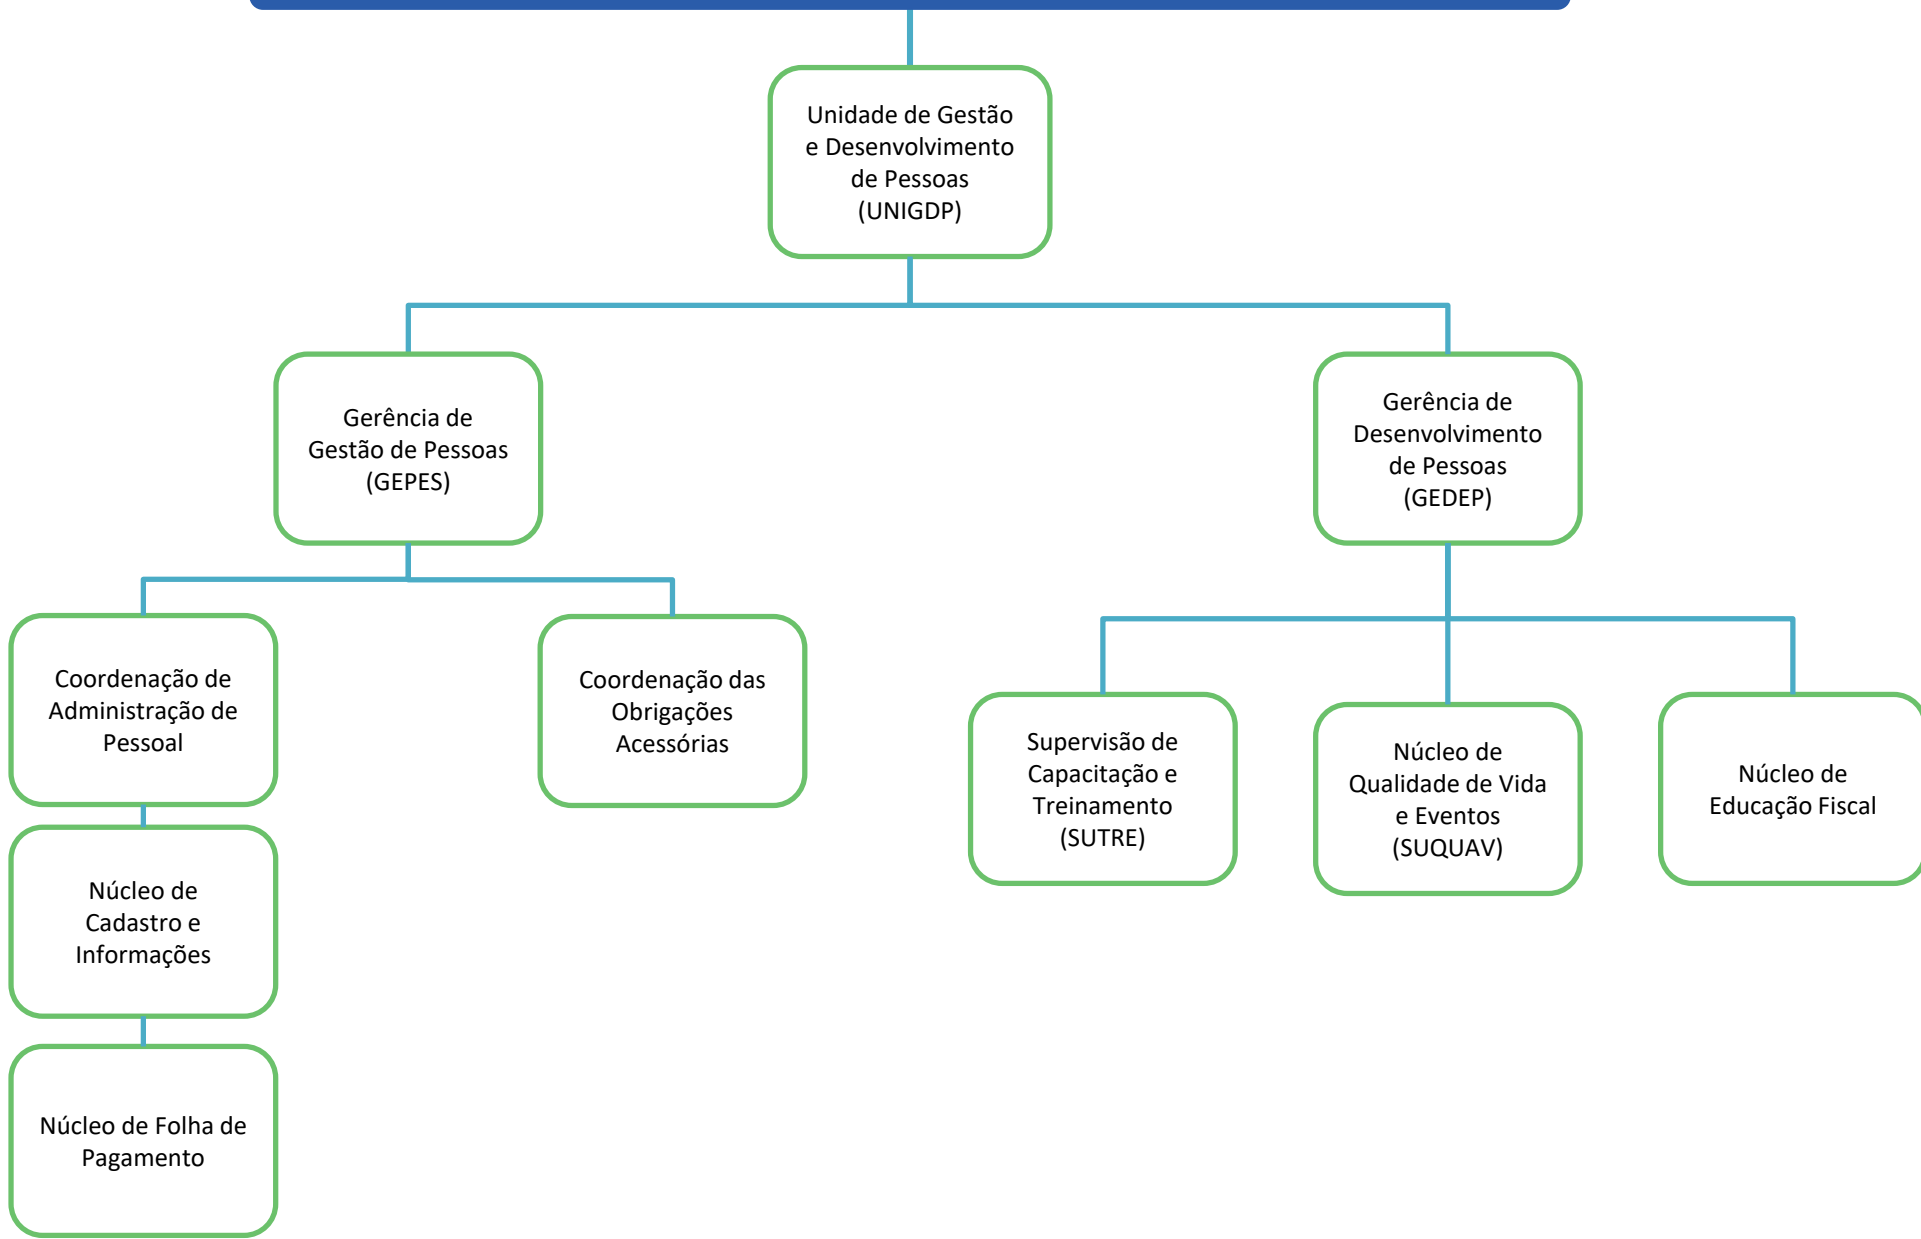 Unidade de Gestão
e Desenvolvimento
de Pessoas
(UNIGDP)
Gerência de
Gestão de Pessoas
(GEPES)
Gerência de
Desenvolvimento
de Pessoas
(GEDEP)
Coordenação de
Administração de
Pessoal
Coordenação das
Obrigações
Acessórias
Supervisão de
Capacitação e
Treinamento
(SUTRE)
Núcleo de
Qualidade de Vida
e Eventos
(SUQUAV)
Núcleo de
Educação Fiscal
Núcleo de
Cadastro e
Informações
Núcleo de Folha de
Pagamento